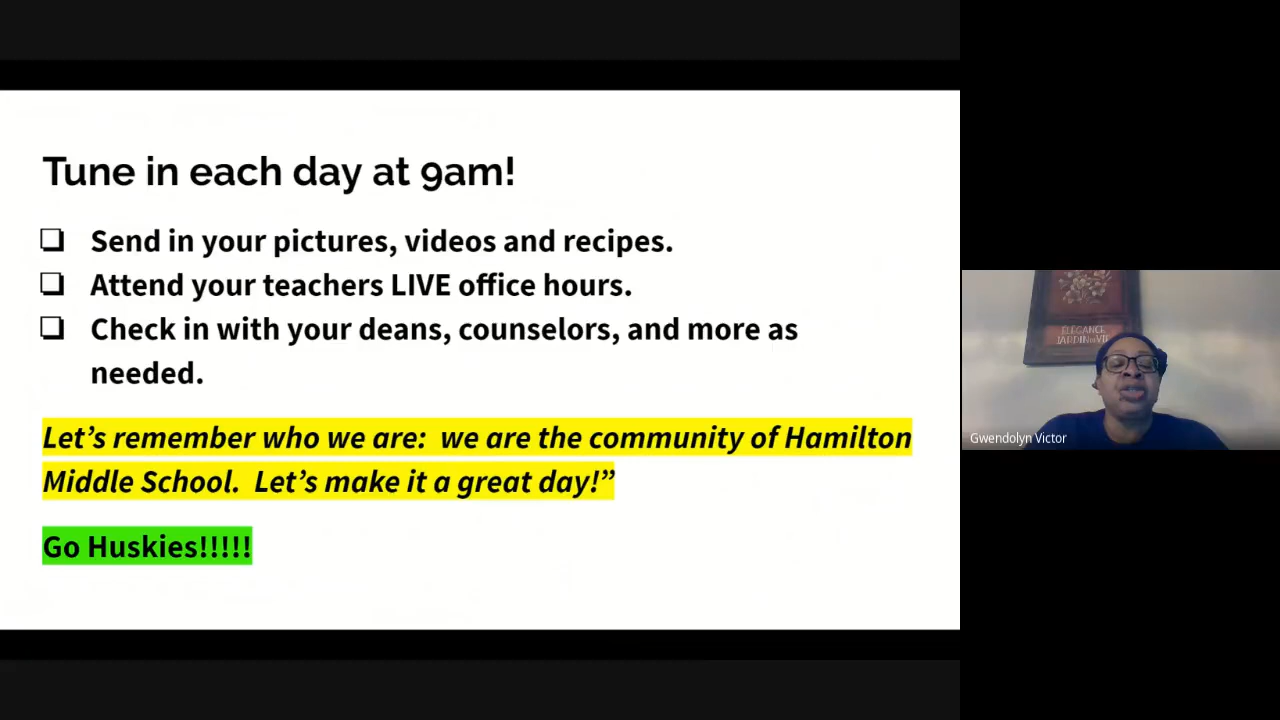 Tune in each day at 9am!
❏ Send in your pictures, videos and recipes.
❏ Attend your teachers LIVE office hours.
❏ Check in with your deans, counselors, and more as
needed.
Let’s remember who we are:  we are the community of Hamilton
Middle School.  Let’s make it a great day!”
Go Huskies!!!!!
ELEGANCE
JARDIN
Gwendolyn Victor